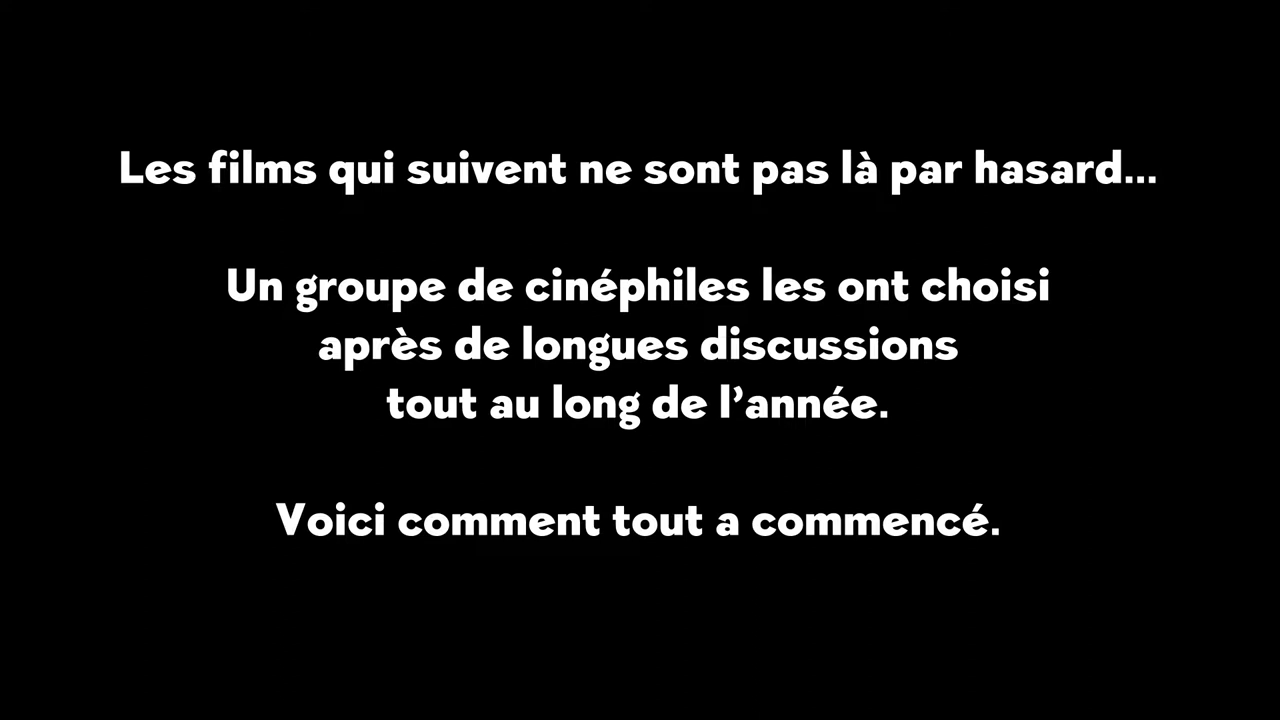 Les films qui suivent ne sont pas là par hasard...
Un groupe de cinéphiles les ont choisi
après de longues discussions
tout au long de l’année.
Voici comment tout a commencé.